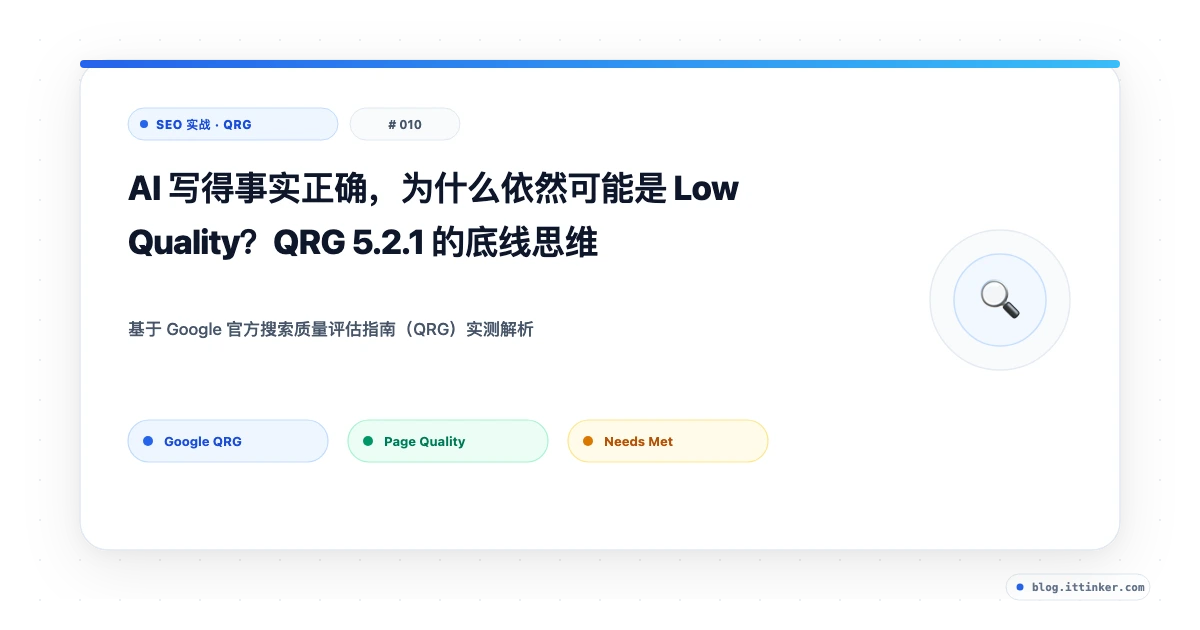 SEO 实战 · QRG
# 010
AI 写得事实正确，为什么依然可能是 Low
Quality？QRG 5.2.1 的底线思维
基于 Google 官方搜索质量评估指南（QRG）实测解析
Google QRG
Page Quality
Needs Met
blog.ittinker.com